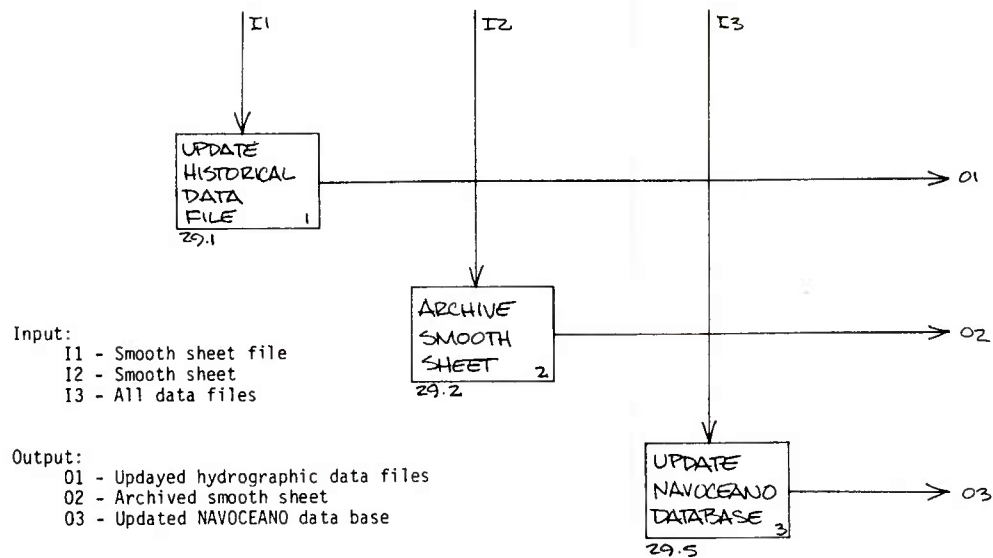 I1
I2
I3
UPDATE
HISTORICAL
DATA
FILE 1
29.1
O1
ARCHIVE
SMOOTH
SHEET 2
29.2
O2
Input:
I1 - Smooth sheet file
I2 - Smooth sheet
I3 - All data files
Output:
O1 - Updayed hydrographic data files
O2 - Archived smooth sheet
O3 - Updated NAVOCEANO data base
UPDATE
NAVOCEANO
DATABASE 3
29.5
O3